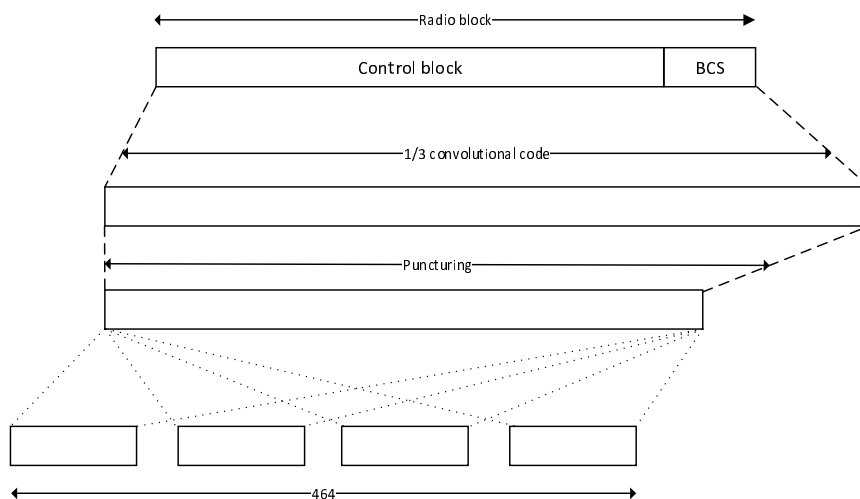 Radio block
Control block
BCS
1/3 convolutional code
Puncturing
464